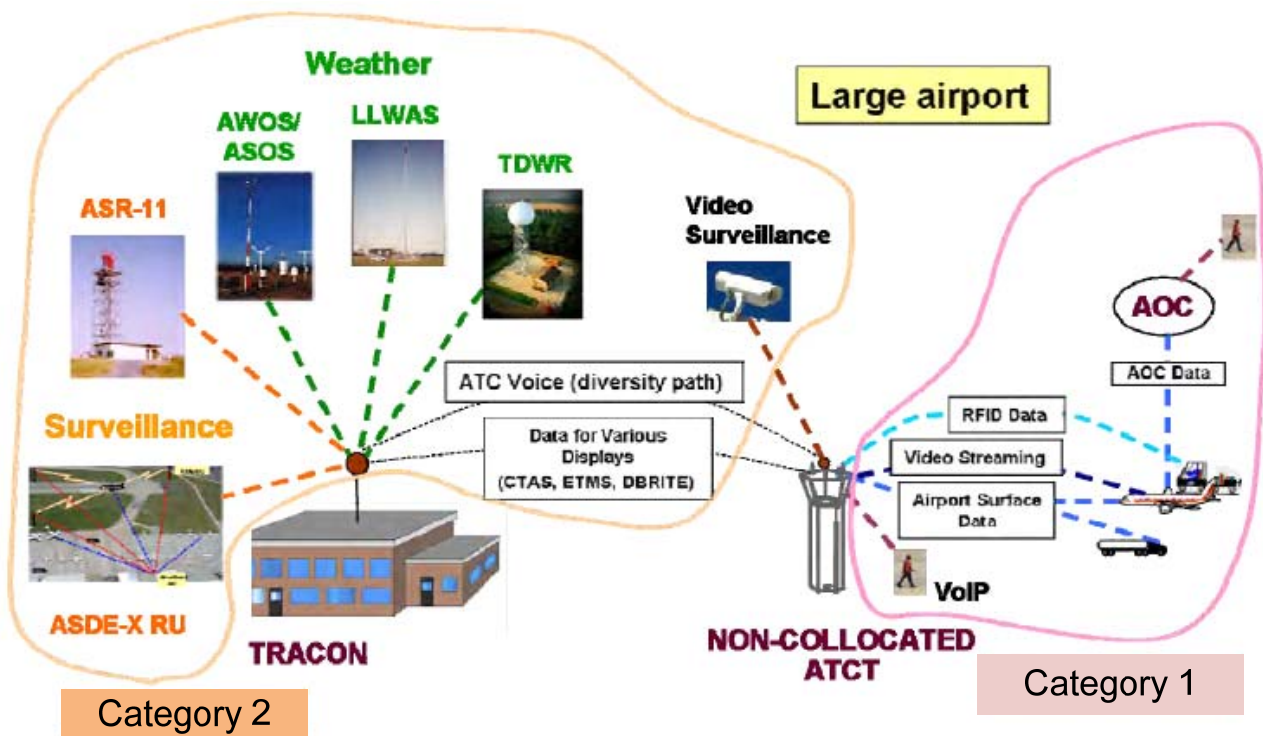 Weather
Large airport
AWOS/
ASOS
LLWAS
TDWR
ASR-11
Video
Surveillance
AOC
ATC Voice (diversity path)
AOC Data
Surveillance
Data for Various
Displays
(CTAS, ETMS, DBRITE)
RFID Data
Video Streaming
Airport Surface
Data
VoIP
ASDE-X RU
TRACON
NON-COLLOCATED
ATCT
Category 1
Category 2